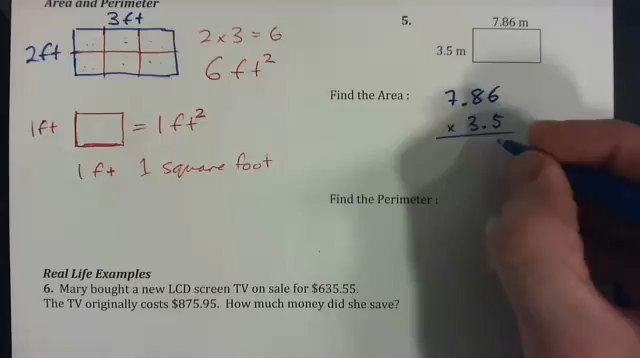 Area and Perimeter
3ft
2ft
2 x 3 = 6
6 ft²
1ft = 1 ft²
1 ft 1 square foot
5.
7.86 m
3.5 m
Find the Area :
7.86
x 3.5
Find the Perimeter :
Real Life Examples
6. Mary bought a new LCD screen TV on sale for $635.55.
The TV originally costs $875.95. How much money did she save?